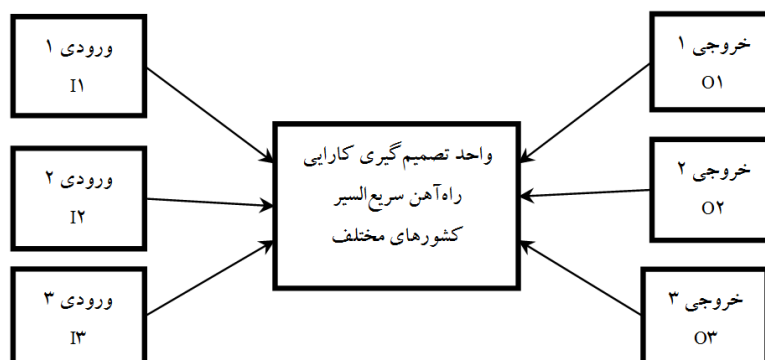 ورودی ۱
I۱
ورودی ۲
I۲
ورودی ۳
I۳
واحد تصمیم‌گیری کارایی
راه‌آهن سریع‌السیر
کشورهای مختلف
خروجی ۱
O۱
خروجی ۲
O۲
خروجی ۳
O۳